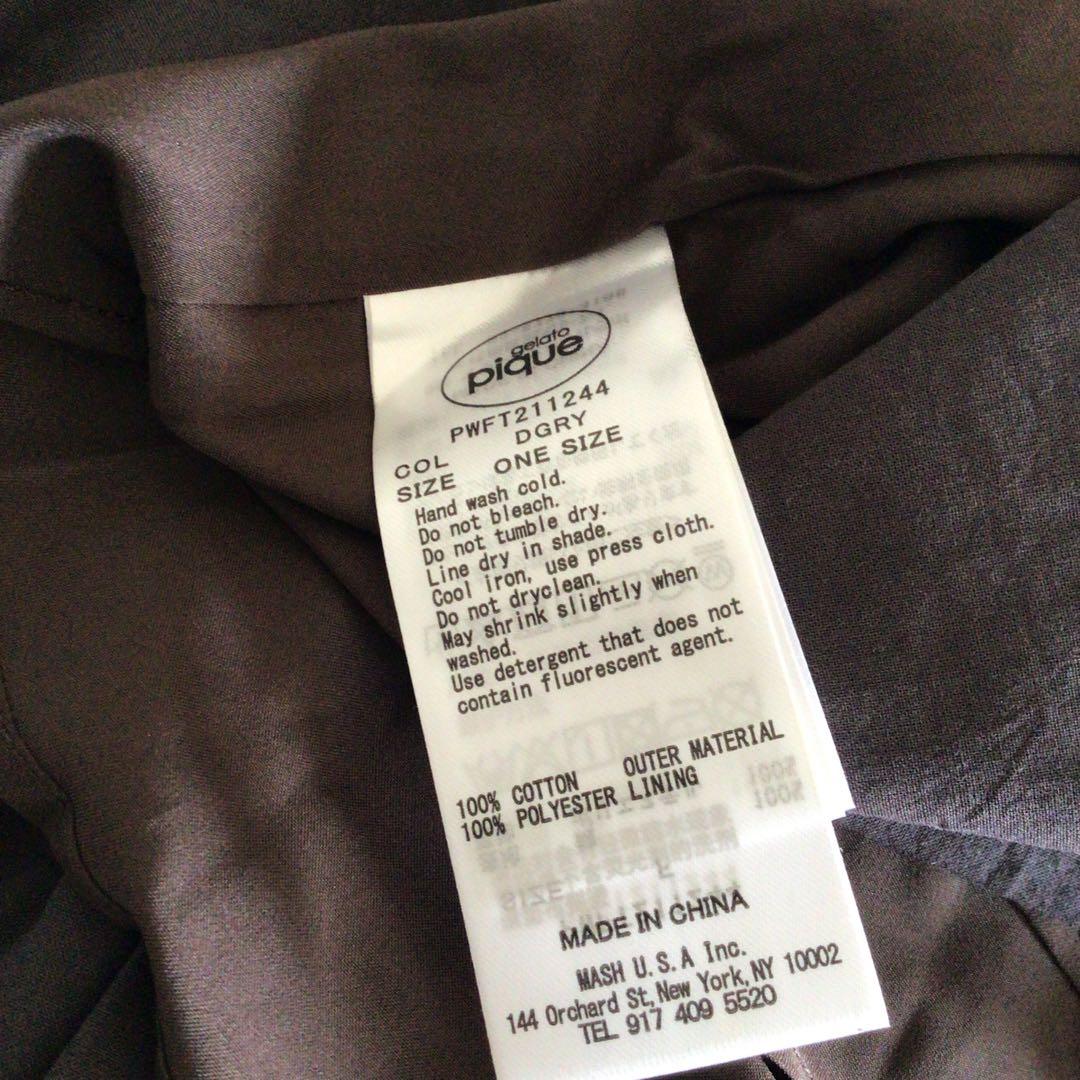 gelato
pique
PWFT211244
COL DGRY
SIZE ONE SIZE
Hand wash cold.
Do not bleach.
Do not tumble dry.
Line dry in shade.
Cool iron, use press cloth.
Do not dryclean.
May shrink slightly when
washed.
Use detergent that does not
contain fluorescent agent.
100% COTTON OUTER MATERIAL
100% POLYESTER LINING
MADE IN CHINA
MASH U.S.A Inc.
144 Orchard St, New York, NY 10002
TEL 917 409 5520